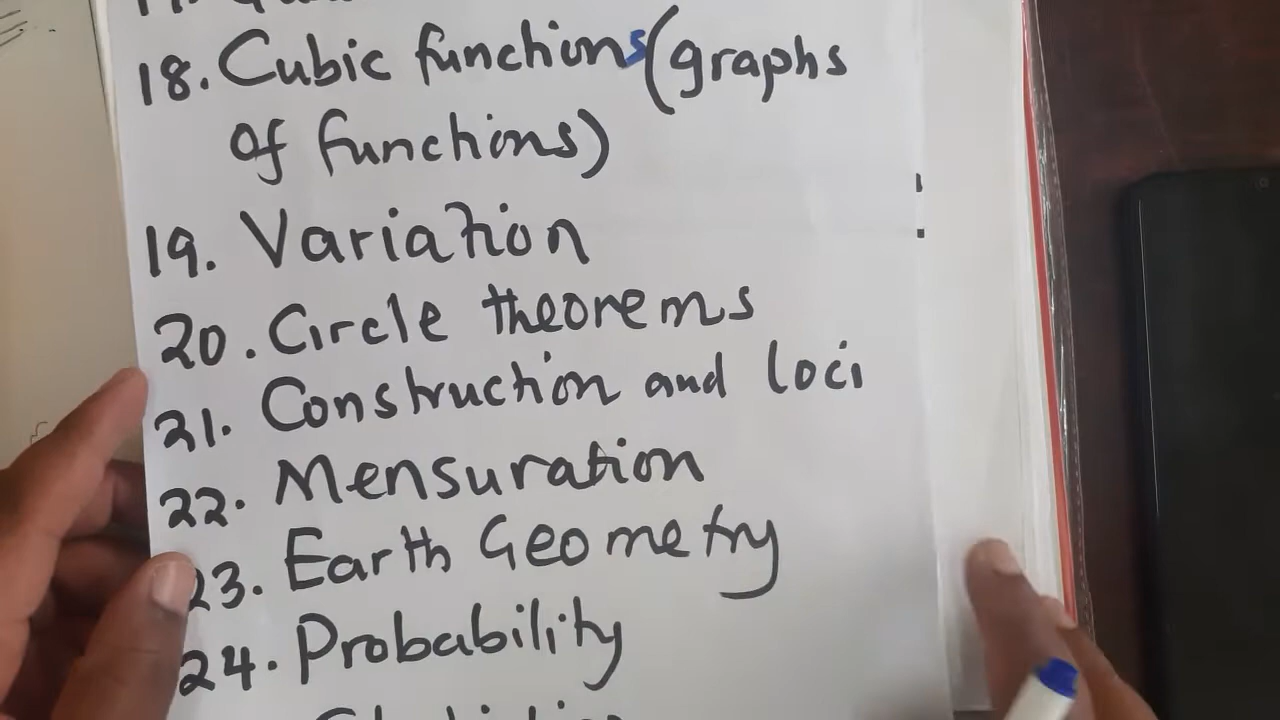 18. Cubic functions (graphs
of functions)
19. Variation
20. Circle theorems
21. Construction and loci
22. Mensuration
23. Earth Geometry
24. Probability